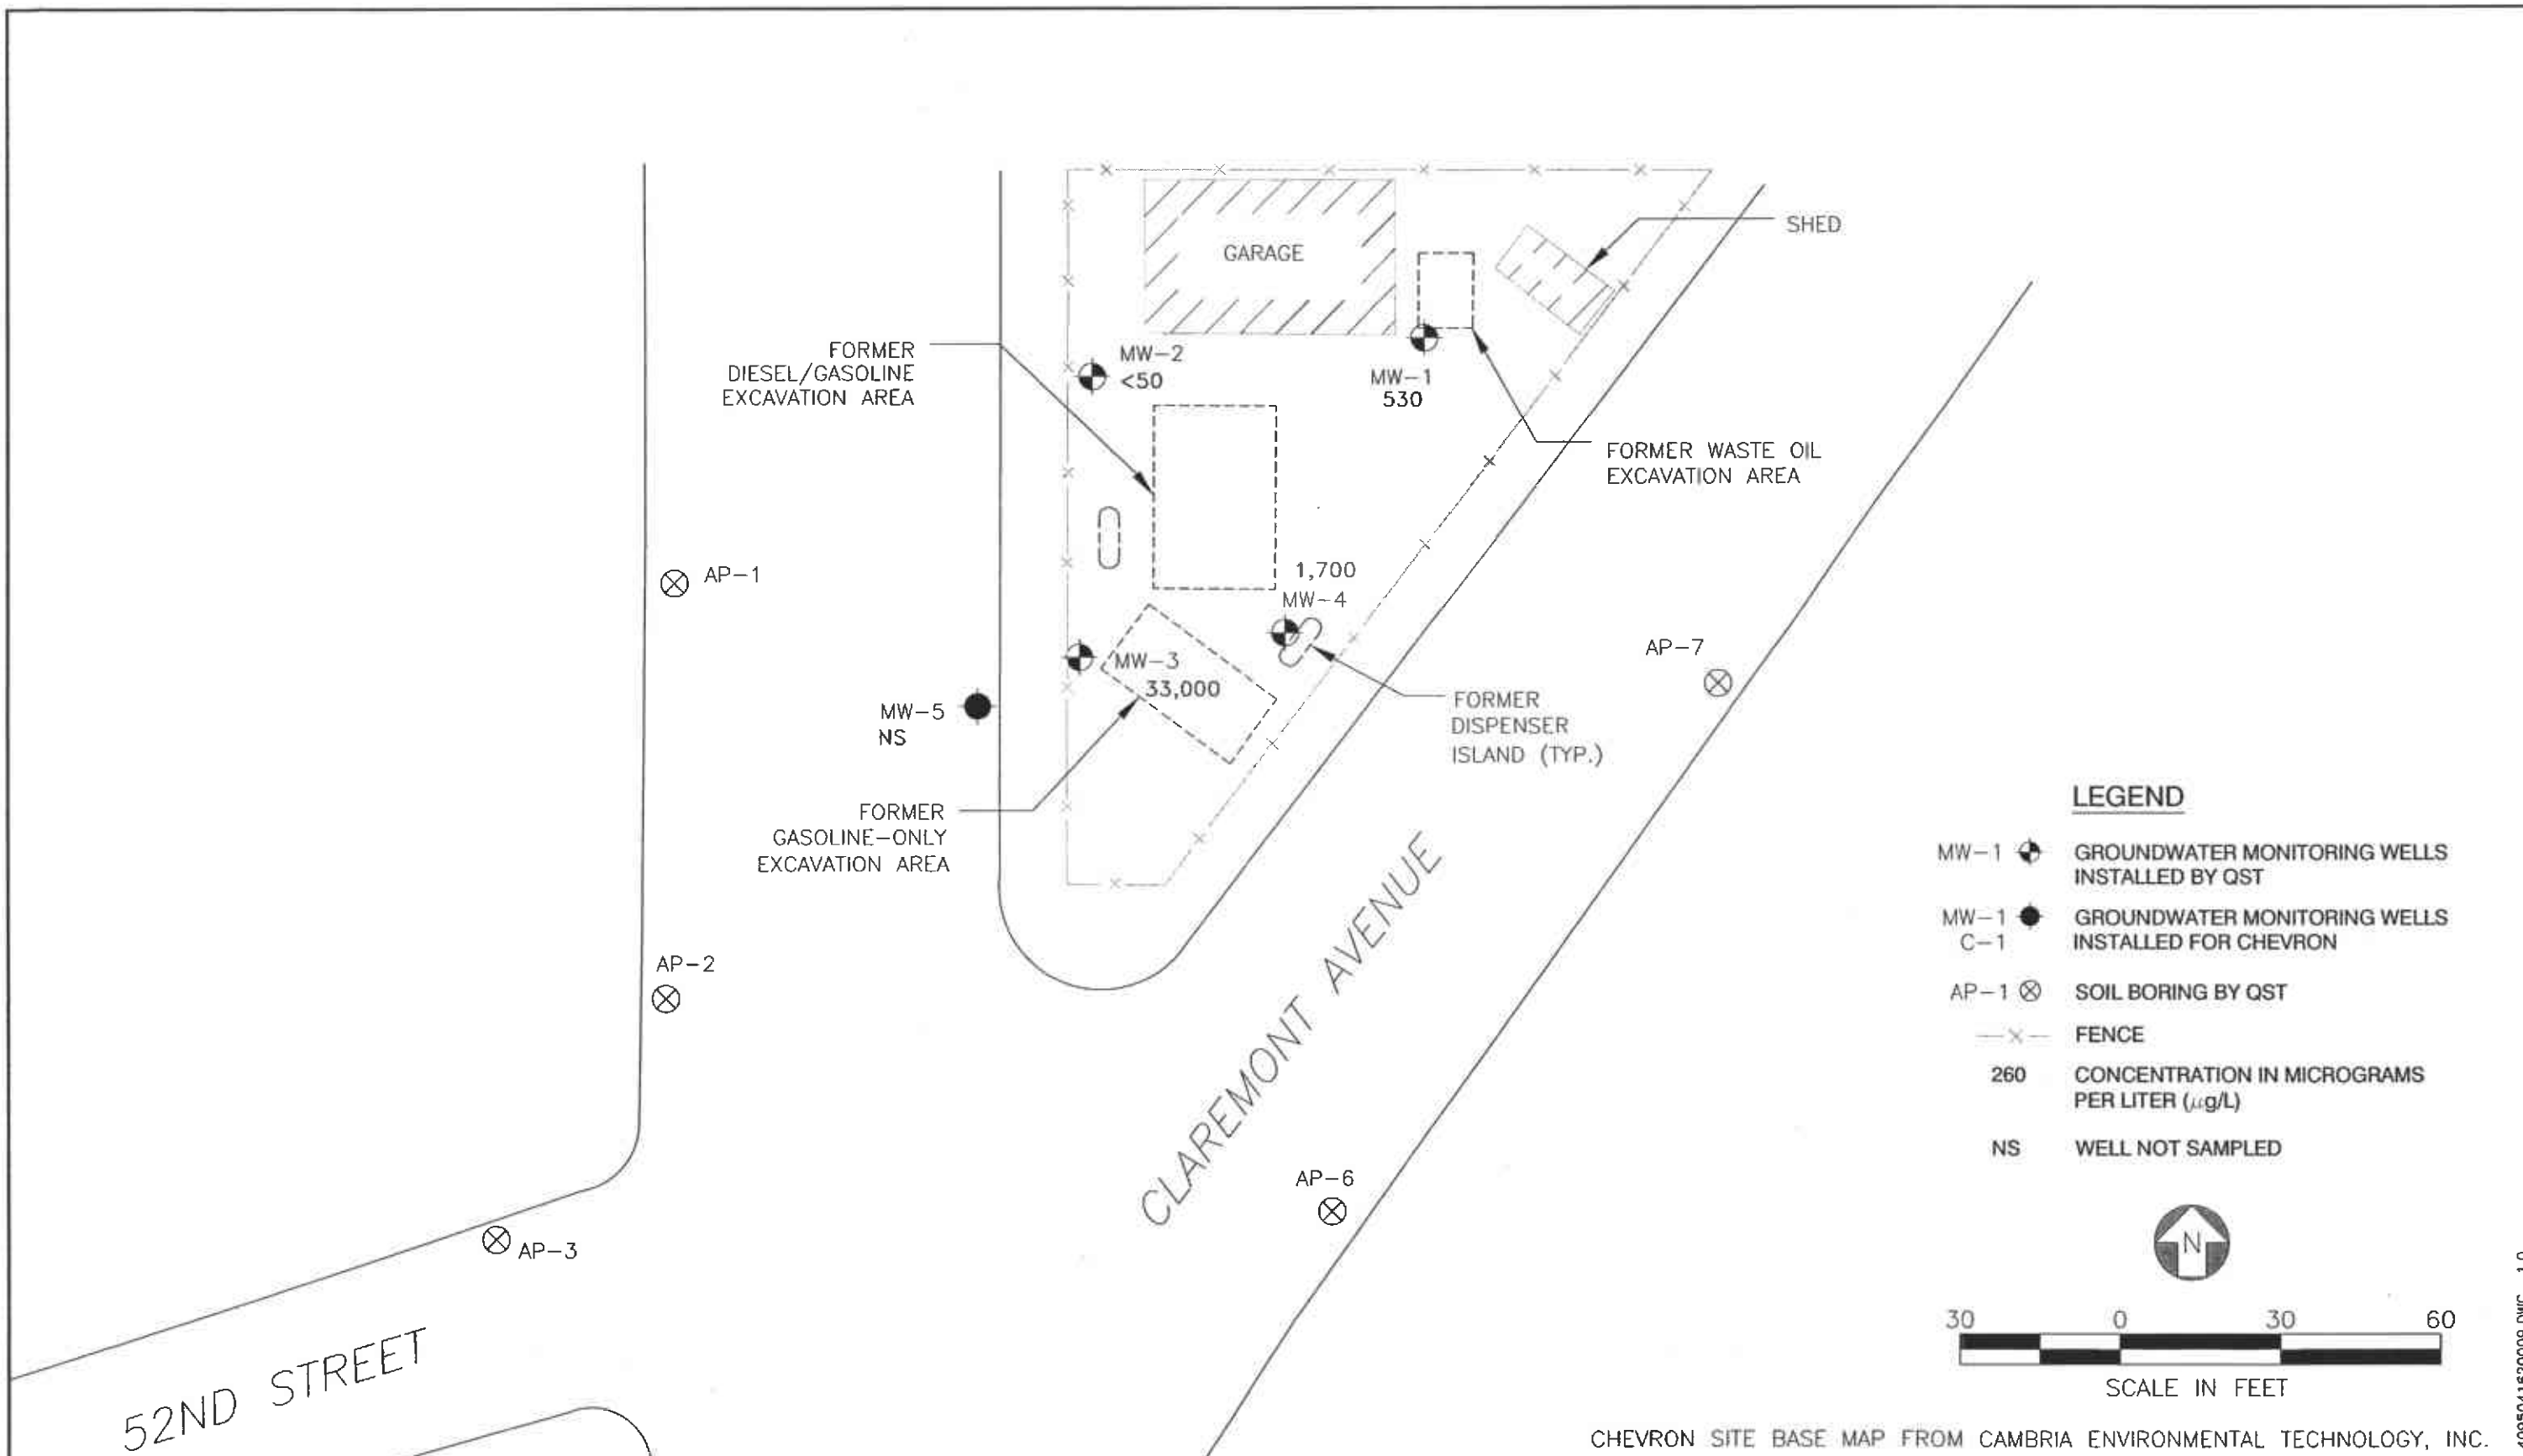 GARAGE
SHED
FORMER
DIESEL/GASOLINE
EXCAVATION AREA
MW-2
<50
MW-1
530
FORMER WASTE OIL
EXCAVATION AREA
AP-1
1,700
MW-4
MW-3
33,000
AP-7
MW-5
NS
FORMER
DISPENSER
ISLAND (TYP.)
FORMER
GASOLINE-ONLY
EXCAVATION AREA
AP-2
CLAREMONT AVENUE
AP-6
AP-3
52ND STREET
LEGEND
MW-1 GROUNDWATER MONITORING WELLS
INSTALLED BY QST
MW-1 GROUNDWATER MONITORING WELLS
C-1 INSTALLED FOR CHEVRON
AP-1 SOIL BORING BY QST
FENCE
260 CONCENTRATION IN MICROGRAMS
PER LITER (μg/L)
NS WELL NOT SAMPLED
N
30 0 30 60
SCALE IN FEET
CHEVRON SITE BASE MAP FROM CAMBRIA ENVIRONMENTAL TECHNOLOGY, INC.